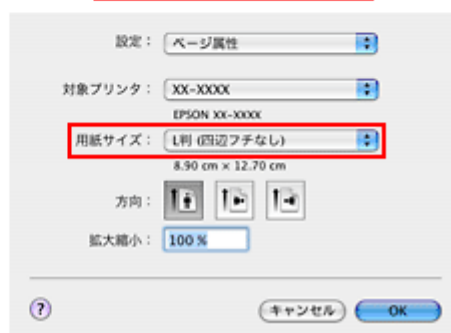 設定： ページ属性
対象プリンタ： XX-XXXX
EPSON XX-XXXX
用紙サイズ： L判 (四辺フチなし)
8.90 cm × 12.70 cm
方向：
拡大縮小： 100 %
? キャンセル OK